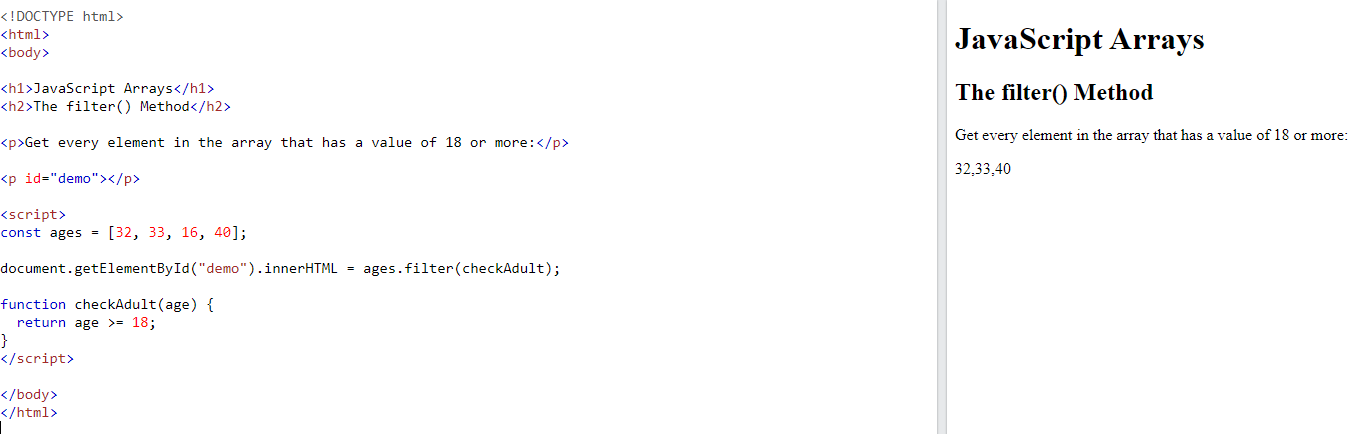 <!DOCTYPE html>
<html>
<body>
<h1>JavaScript Arrays</h1>
<h2>The filter() Method</h2>
<p>Get every element in the array that has a value of 18 or more:</p>
<p id="demo"></p>
<script>
const ages = [32, 33, 16, 40];
document.getElementById("demo").innerHTML = ages.filter(checkAdult);
function checkAdult(age) {
  return age >= 18;
}
</script>
</body>
</html>
JavaScript Arrays
The filter() Method
Get every element in the array that has a value of 18 or more:
32,33,40